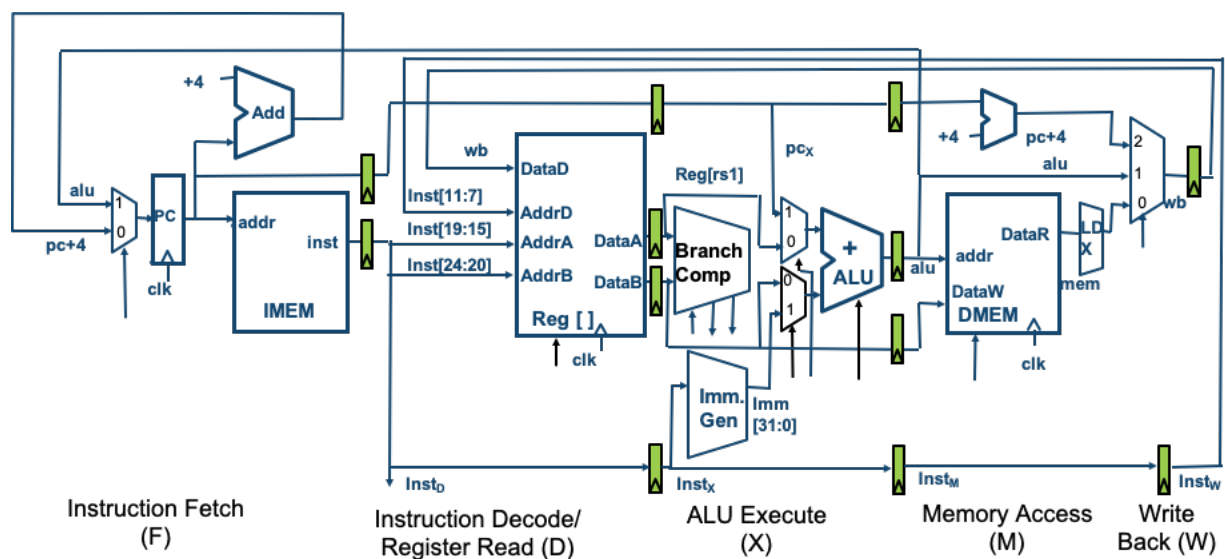 +4
Add
alu
1
0
pc+4
PC
clk
addr
inst
IMEM
wb
DataD
Inst[11:7]
AddrD
Inst[19:15]
AddrA
DataA
Inst[24:20]
AddrB
DataB
Reg [ ]
clk
Reg[rs1]
pcX
Branch
Comp
1
0
0
1
+
ALU
Imm.
Gen
Imm
[31:0]
+4
pc+4
alu
alu
addr
DataR
DataW
DMEM
clk
LD
X
mem
2
1
0
wb
InstD
InstX
InstM
InstW
Instruction Fetch
(F)
Instruction Decode/
Register Read (D)
ALU Execute
(X)
Memory Access
(M)
Write
Back (W)